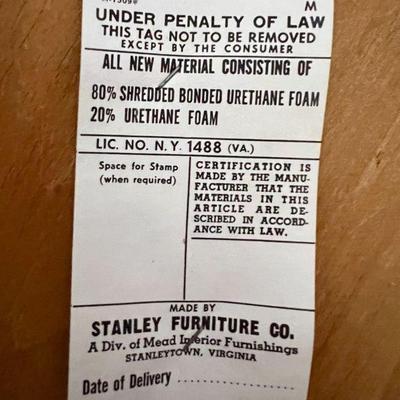 M
UNDER PENALTY OF LAW
THIS TAG NOT TO BE REMOVED
EXCEPT BY THE CONSUMER
ALL NEW MATERIAL CONSISTING OF
80% SHREDDED BONDED URETHANE FOAM
20% URETHANE FOAM
LIC. NO. N.Y. 1488 (VA.)
Space for Stamp
(when required)
CERTIFICATION IS
MADE BY THE MANU-
FACTURER THAT THE
MATERIALS IN THIS
ARTICLE ARE DE-
SCRIBED IN ACCORD-
ANCE WITH LAW.
MADE BY
STANLEY FURNITURE CO.
A Div. of Mead Interior Furnishings
STANLEYTOWN, VIRGINIA
Date of Delivery ....................